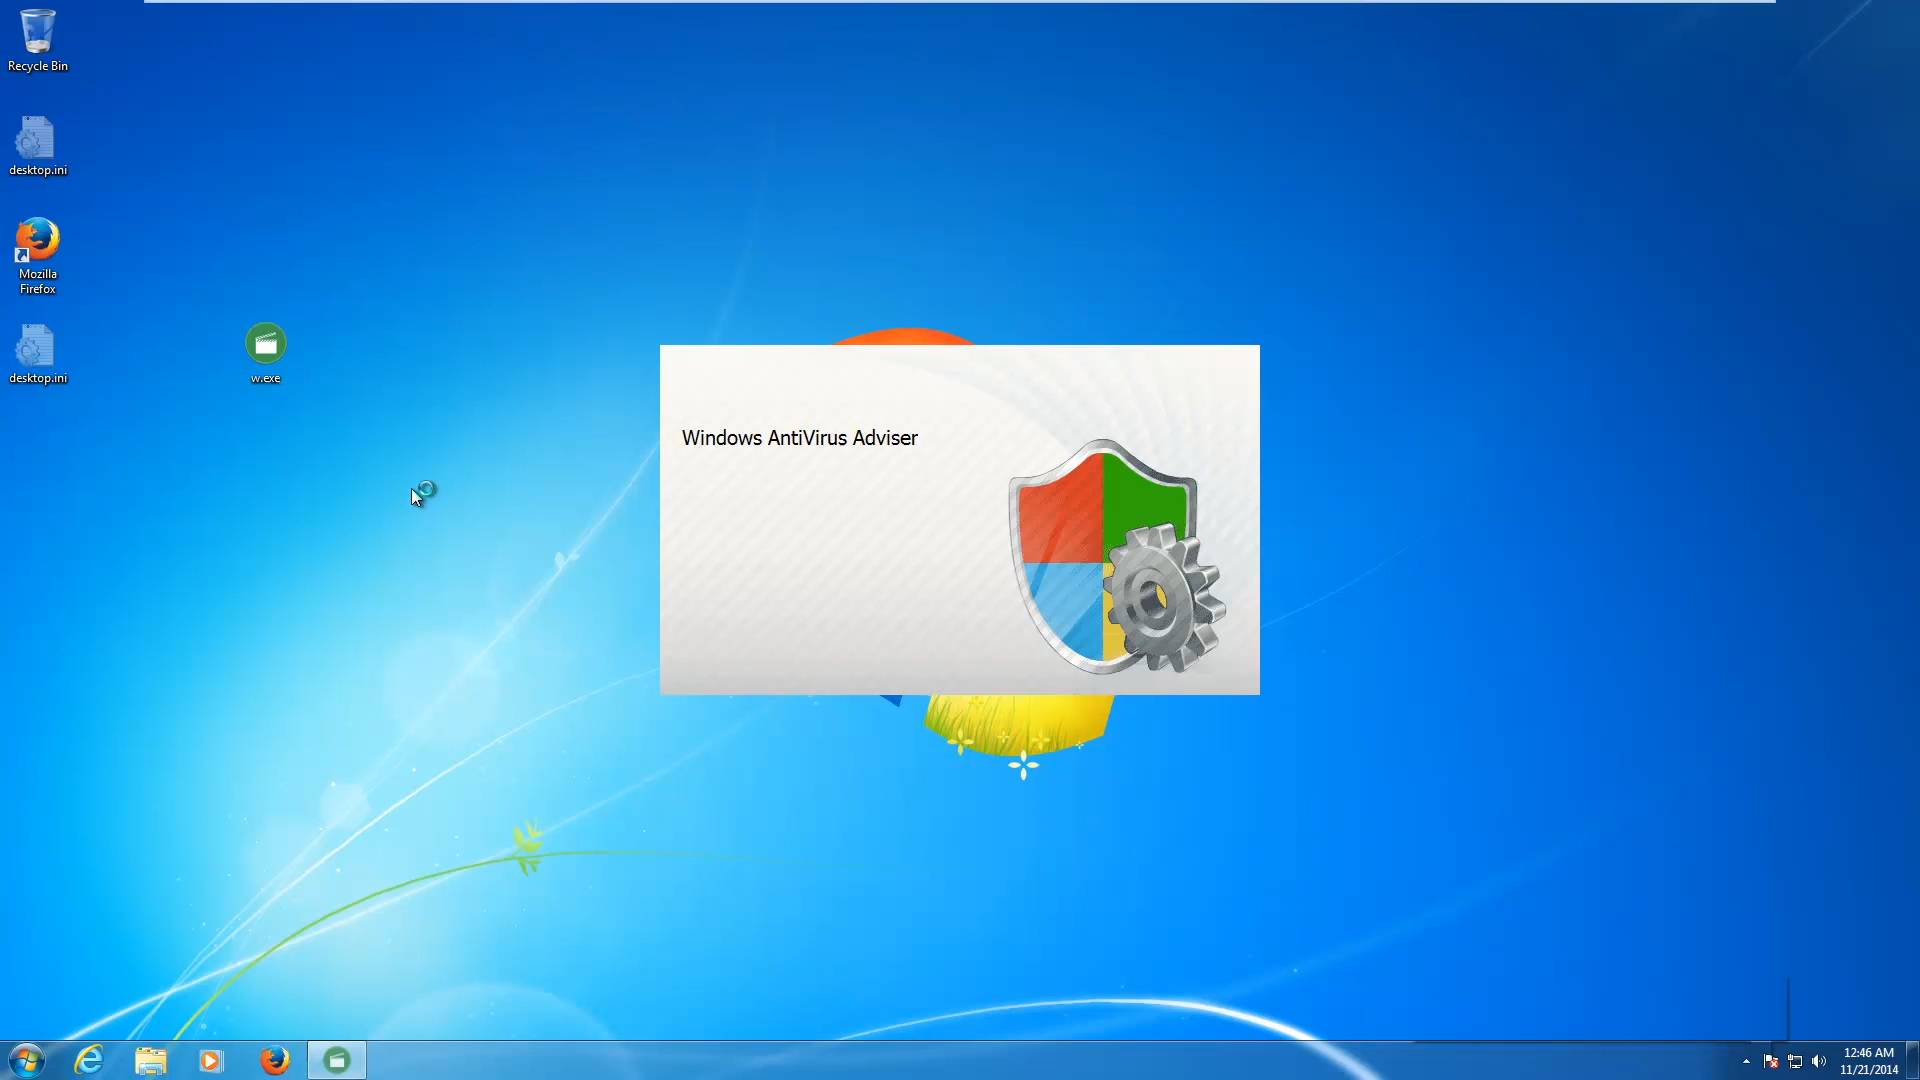 Recycle Bin
desktop.ini
Mozilla
Firefox
desktop.ini
w.exe
Windows AntiVirus Adviser
12:46 AM
11/21/2014